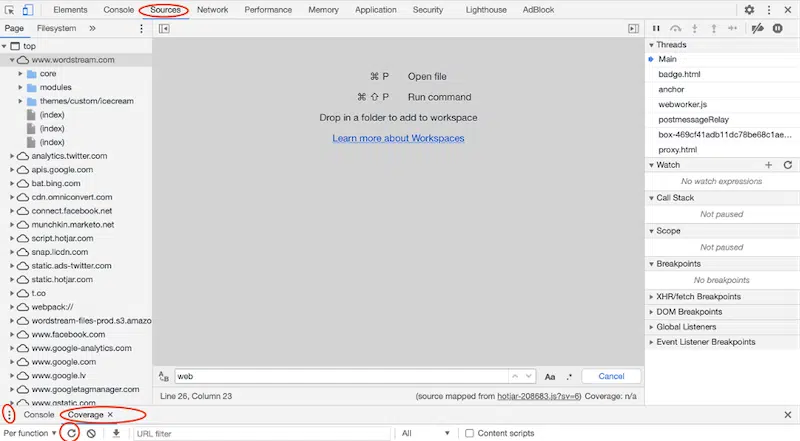 Elements Console Sources Network Performance Memory Application Security Lighthouse AdBlock
Page Filesystem »
top
www.wordstream.com
core
modules
themes/custom/icecream
(index)
(index)
(index)
analytics.twitter.com
apis.google.com
bat.bing.com
cdn.omniconvert.com
connect.facebook.net
munchkin.marketo.net
script.hotjar.com
snap.licdn.com
static.ads-twitter.com
static.hotjar.com
t.co
webpack://
wordstream-files-prod.s3.amazo
www.facebook.com
www.google-analytics.com
www.google.com
www.google.lv
www.googletagmanager.com
www.gstatic.com
⌘ P Open file
⌘ ⇧ P Run command
Drop in a folder to add to workspace
Learn more about Workspaces
web
Aa .* Cancel
Line 26, Column 23 (source mapped from hotjar-208683.js?sv=6) Coverage: n/a
Threads
Main
badge.html
anchor
webworker.js
postmessageRelay
box-469cf41adb11dc78be68c1ae...
proxy.html
Watch
No watch expressions
Call Stack
Not paused
Scope
Not paused
Breakpoints
No breakpoints
XHR/fetch Breakpoints
DOM Breakpoints
Global Listeners
Event Listener Breakpoints
Console Coverage ×
Per function URL filter All Content scripts